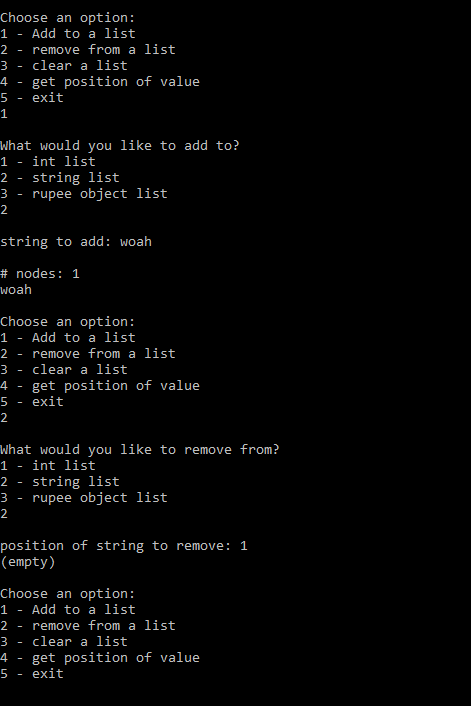 Choose an option:
1 - Add to a list
2 - remove from a list
3 - clear a list
4 - get position of value
5 - exit
1
What would you like to add to?
1 - int list
2 - string list
3 - rupee object list
2
string to add: woah
# nodes: 1
woah
Choose an option:
1 - Add to a list
2 - remove from a list
3 - clear a list
4 - get position of value
5 - exit
2
What would you like to remove from?
1 - int list
2 - string list
3 - rupee object list
2
position of string to remove: 1
(empty)
Choose an option:
1 - Add to a list
2 - remove from a list
3 - clear a list
4 - get position of value
5 - exit